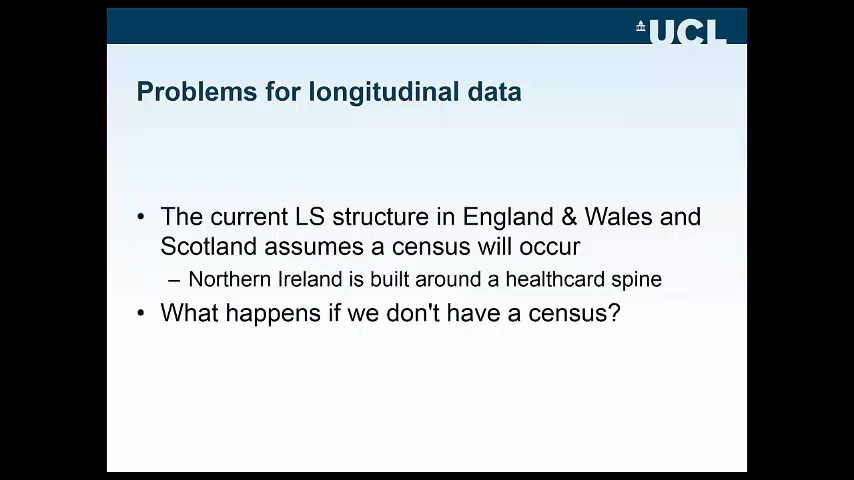 UCL
Problems for longitudinal data
• The current LS structure in England & Wales and
Scotland assumes a census will occur
– Northern Ireland is built around a healthcard spine
• What happens if we don't have a census?